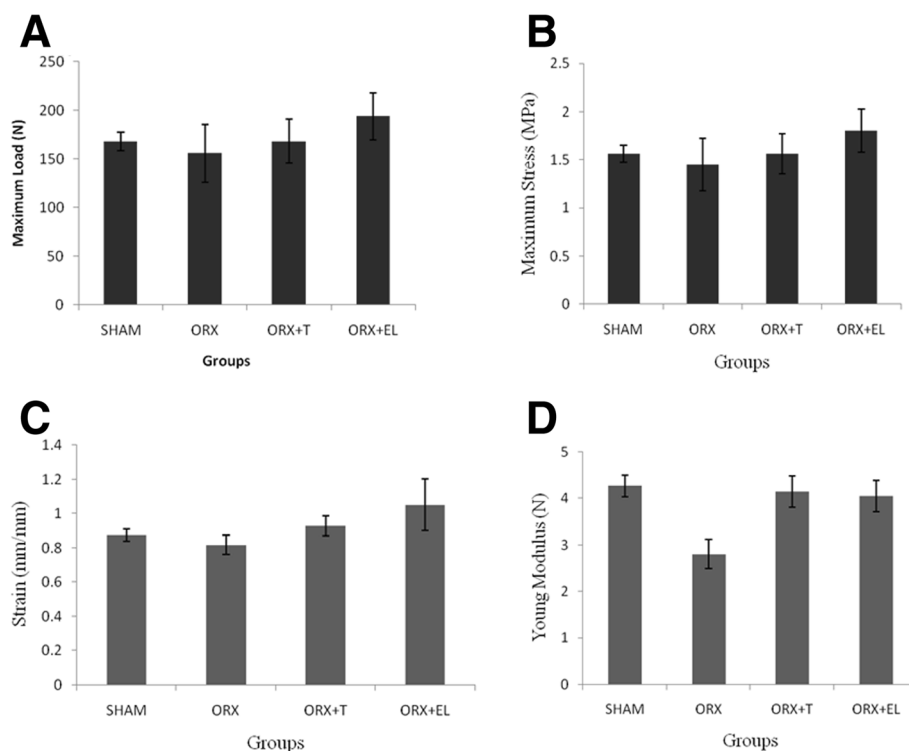 A
Maximum Load (N)
250
200
150
100
50
0
SHAM ORX ORX+T ORX+EL
Groups
B
Maximum Stress (MPa)
2.5
2
1.5
1
0.5
0
SHAM ORX ORX+T ORX+EL
Groups
C
Strain (mm/mm)
1.4
1.2
1
0.8
0.6
0.4
0.2
0
SHAM ORX ORX+T ORX+EL
Groups
D
Young Modulus (N)
5
4
3
2
1
0
SHAM ORX ORX+T ORX+EL
Groups